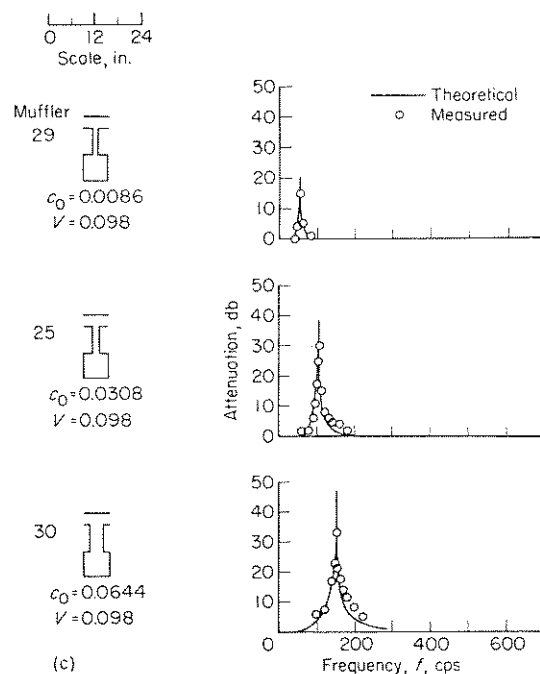 0 12 24
Scale, in.
Muffler
29
c₀ = 0.0086
V = 0.098
50
40
30
20
10
0
Theoretical
Measured
25
c₀ = 0.0308
V = 0.098
Attenuation, db
50
40
30
20
10
0
30
c₀ = 0.0644
V = 0.098
50
40
30
20
10
0 200 400 600
Frequency, f, cps
(c)